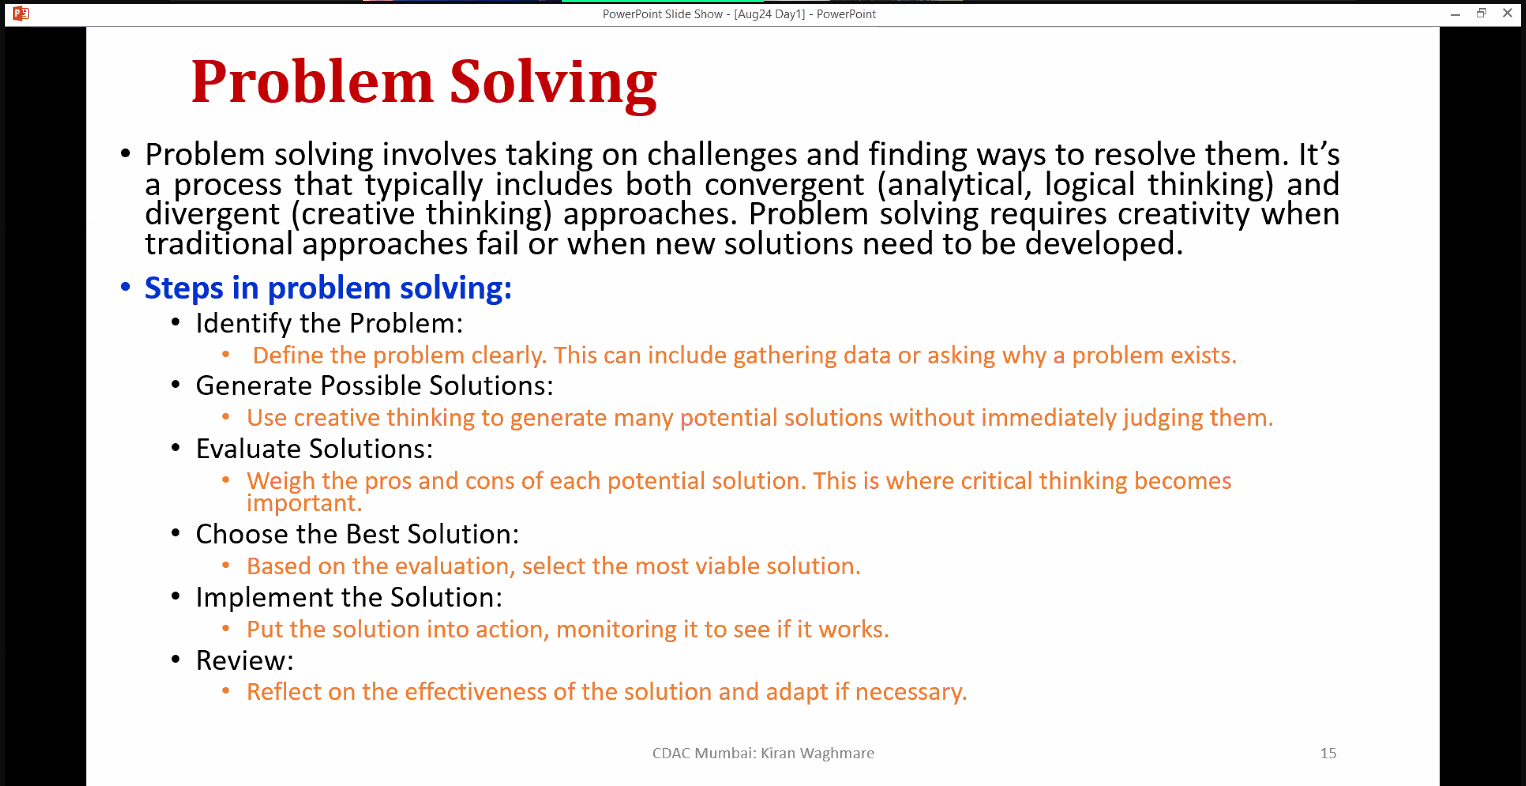 PowerPoint Slide Show - [Aug24 Day1] - PowerPoint
Problem Solving
• Problem solving involves taking on challenges and finding ways to resolve them. It's
a process that typically includes both convergent (analytical, logical thinking) and
divergent (creative thinking) approaches. Problem solving requires creativity when
traditional approaches fail or when new solutions need to be developed.
• Steps in problem solving:
• Identify the Problem:
• Define the problem clearly. This can include gathering data or asking why a problem exists.
• Generate Possible Solutions:
• Use creative thinking to generate many potential solutions without immediately judging them.
• Evaluate Solutions:
• Weigh the pros and cons of each potential solution. This is where critical thinking becomes
important.
• Choose the Best Solution:
• Based on the evaluation, select the most viable solution.
• Implement the Solution:
• Put the solution into action, monitoring it to see if it works.
• Review:
• Reflect on the effectiveness of the solution and adapt if necessary.
CDAC Mumbai: Kiran Waghmare
15